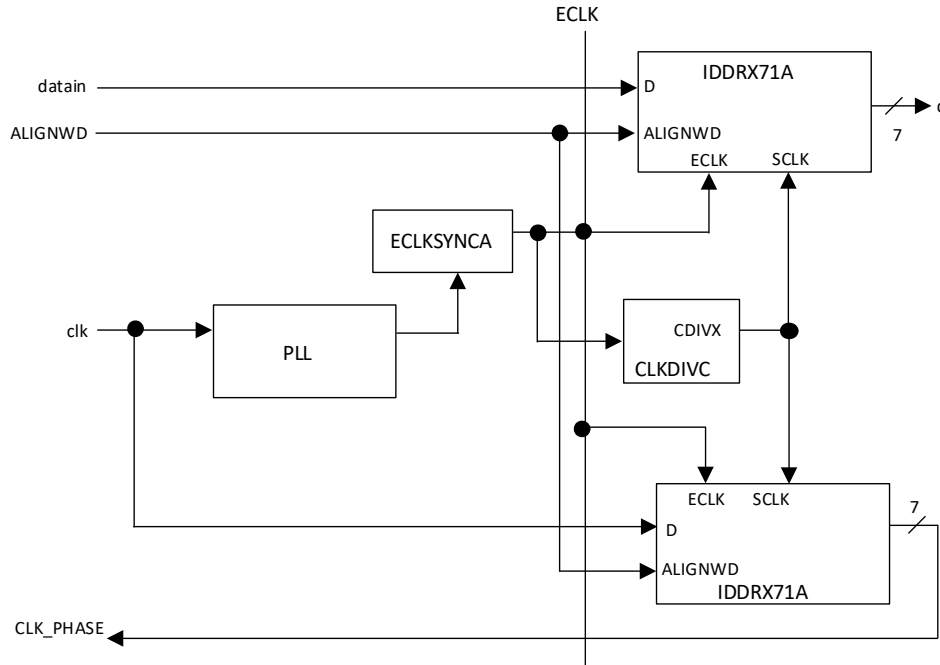 ECLK
IDDRX71A
datain
D
q
ALIGNWD
ALIGNWD
7
ECLK
SCLK
ECLKSYNCA
clk
PLL
CDIVX
CLKDIVC
ECLK
SCLK
7
D
ALIGNWD
IDDRX71A
CLK_PHASE